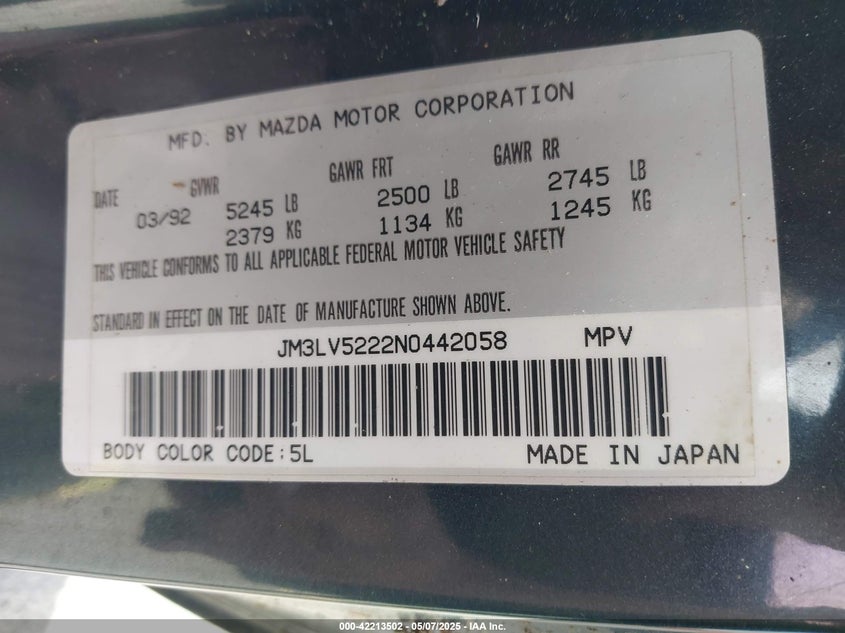 MFD. BY MAZDA MOTOR CORPORATION
DATE GVWR GAWR FRT GAWR RR
03/92 5245 LB 2500 LB 2745 LB
2379 KG 1134 KG 1245 KG
THIS VEHICLE CONFORMS TO ALL APPLICABLE FEDERAL MOTOR VEHICLE SAFETY
STANDARD IN EFFECT ON THE DATE OF MANUFACTURE SHOWN ABOVE.
JM3LV5222N0442058 MPV
BODY COLOR CODE:5L MADE IN JAPAN
000-42213502 - 05/07/2025 - IAA Inc.